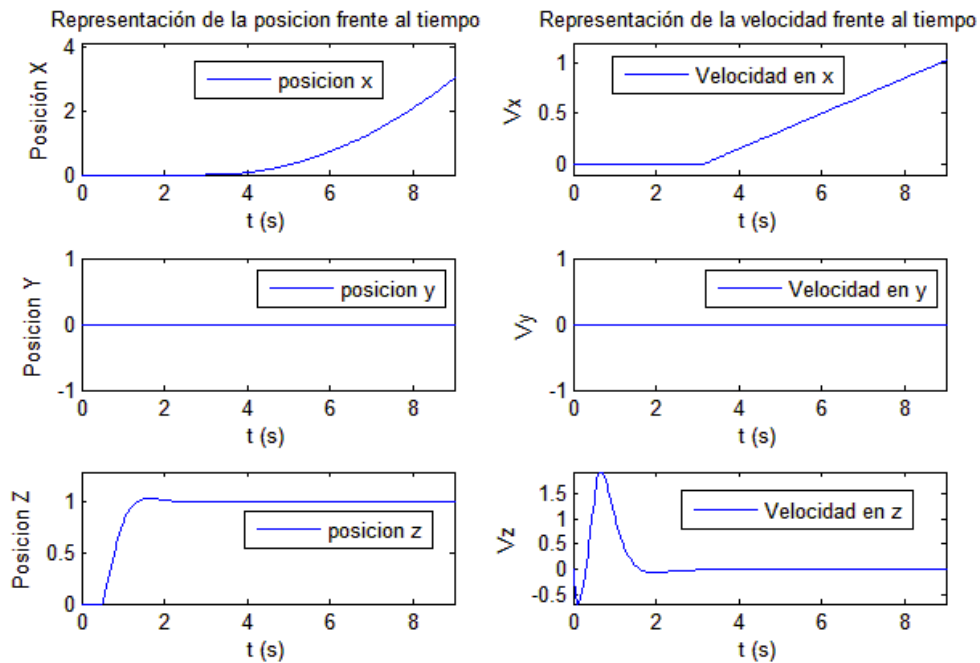 Representación de la posicion frente al tiempo
Representación de la velocidad frente al tiempo
Posición X
4
2
0
posicion x
0 2 4 6 8
t (s)
Vx
1
0.5
0
Velocidad en x
0 2 4 6 8
t (s)
Posicion Y
1
0
-1
posicion y
0 2 4 6 8
t (s)
Vy
1
0
-1
Velocidad en y
0 2 4 6 8
t (s)
Posicion Z
1
0.5
0
posicion z
0 2 4 6 8
t (s)
Vz
1.5
1
0.5
0
-0.5
Velocidad en z
0 2 4 6 8
t (s)